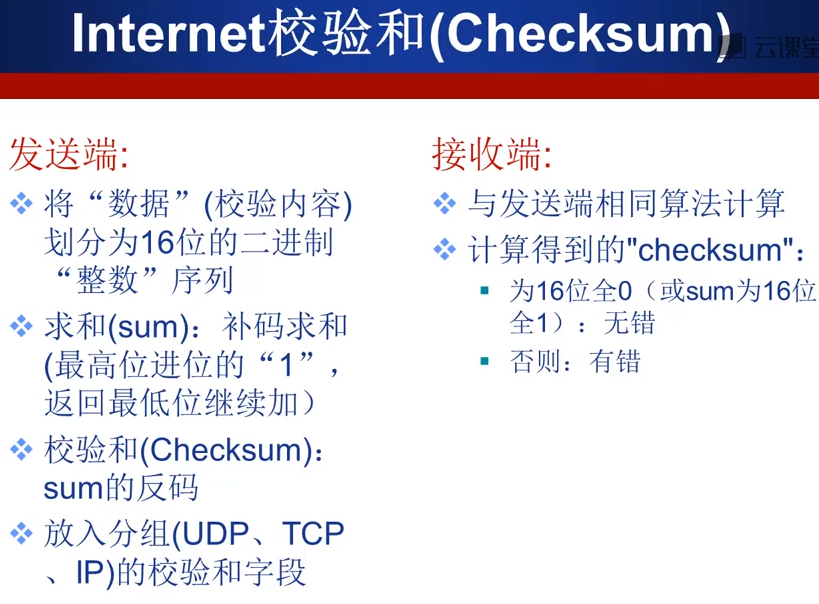 Internet校验和(Checksum)
云课堂
发送端:
将“数据”(校验内容)
划分为16位的二进制
“整数”序列
求和(sum)：补码求和
(最高位进位的“1”，
返回最低位继续加）
校验和(Checksum)：
sum的反码
放入分组(UDP、TCP
、IP)的校验和字段
接收端:
与发送端相同算法计算
计算得到的"checksum"：
为16位全0（或sum为16位
全1）：无错
否则：有错